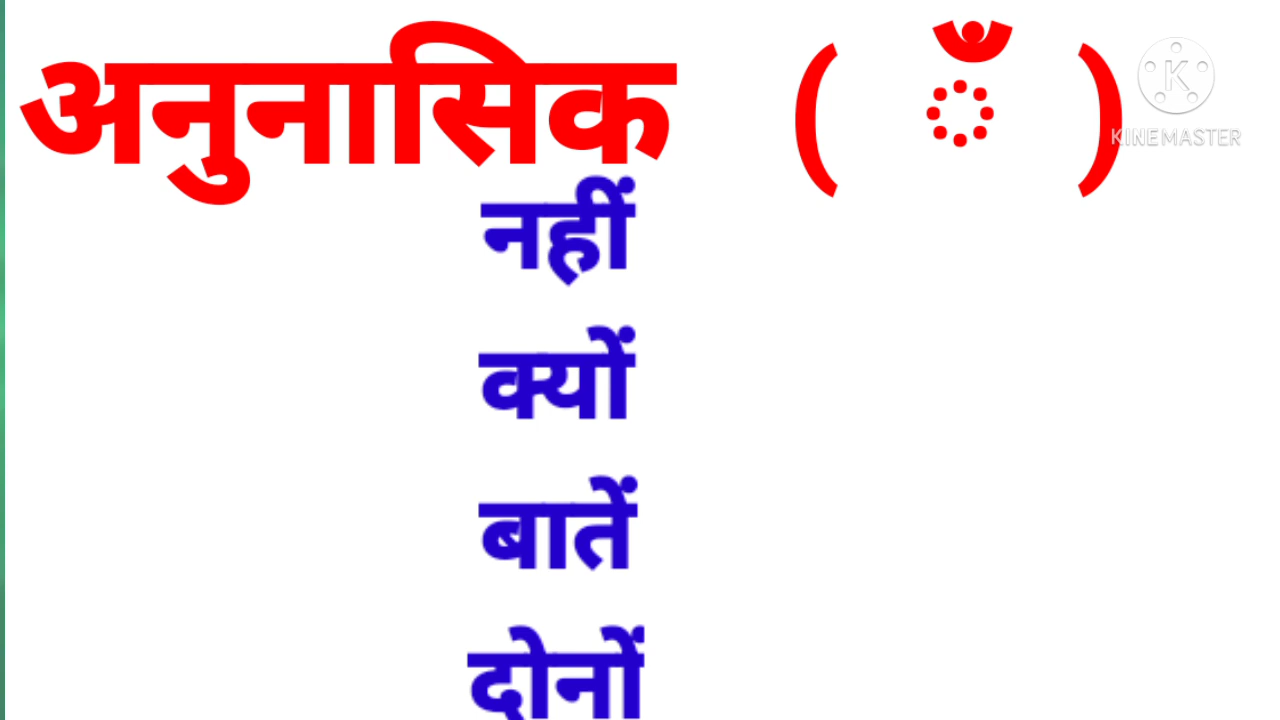 अनुनासिक ( ँ )
KINEMASTER
नहीं
क्यों
बातें
दोनों